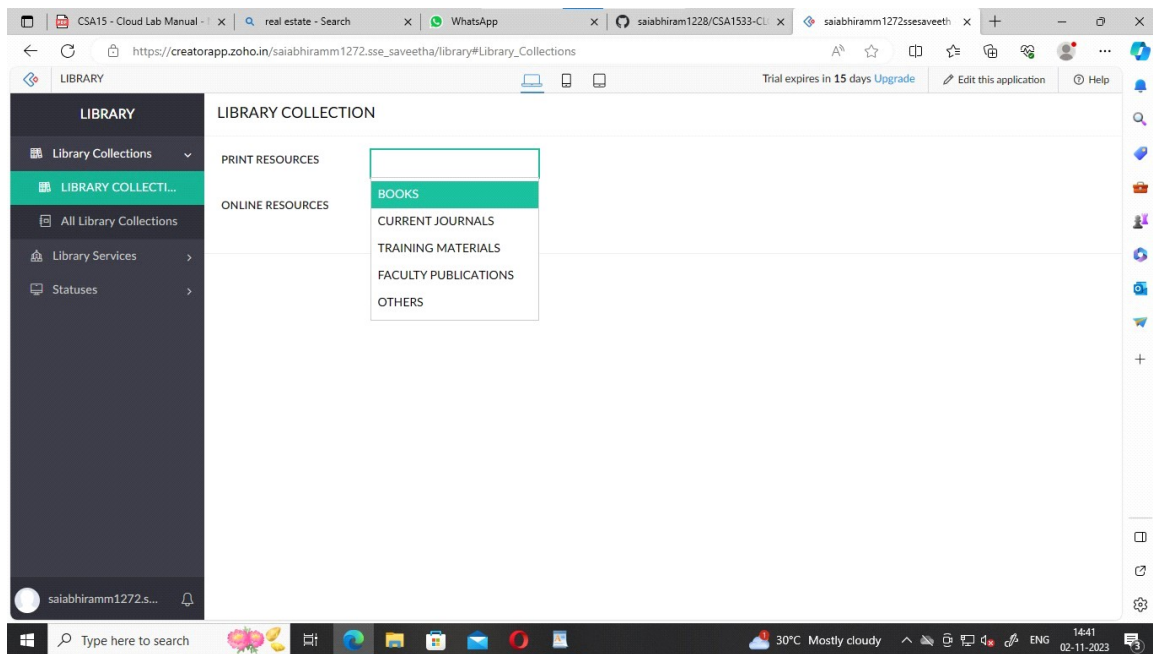 CSA15 - Cloud Lab Manual -
real estate - Search
WhatsApp
saiabhiram1228/CSA1533-CL
saiabhiramm1272ssesaveeth
https://creatorapp.zoho.in/saiabhiramm1272.sse_saveetha/library#Library_Collections
LIBRARY
Trial expires in 15 days Upgrade
Edit this application
Help
LIBRARY
LIBRARY COLLECTION
Library Collections
PRINT RESOURCES
LIBRARY COLLECTI...
BOOKS
ONLINE RESOURCES
All Library Collections
CURRENT JOURNALS
TRAINING MATERIALS
Library Services
FACULTY PUBLICATIONS
Statuses
OTHERS
saiabhiramm1272.s...
Type here to search
30°C Mostly cloudy
ENG
14:41
02-11-2023
3